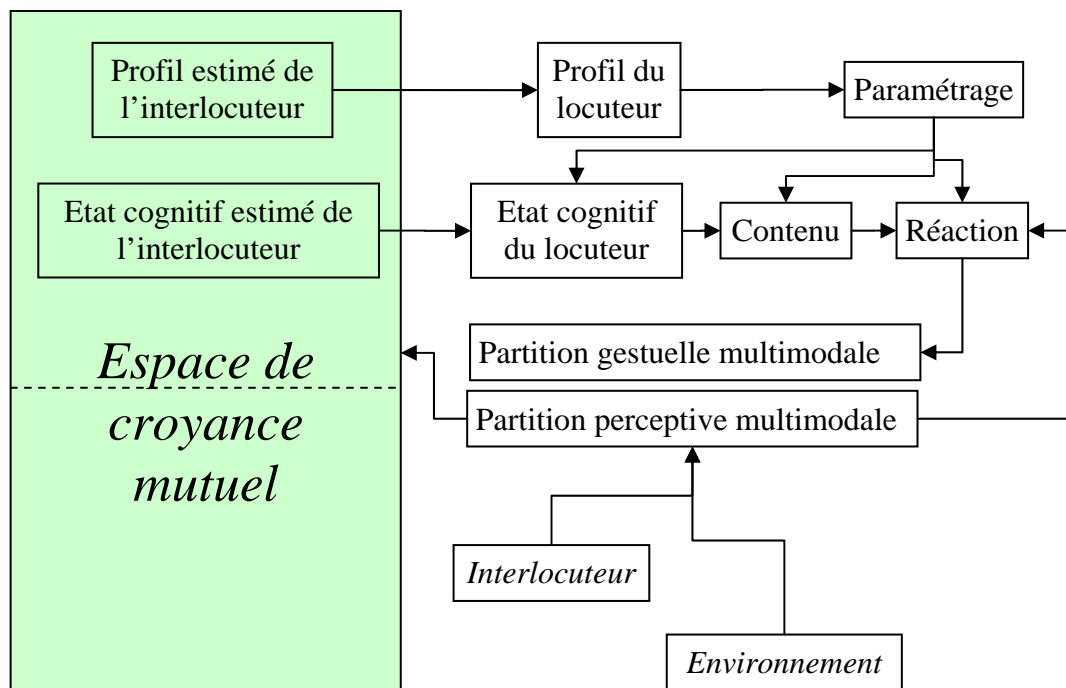 Profil estimé de
l’interlocuteur
Profil du
locuteur
Paramétrage
Etat cognitif estimé de
l’interlocuteur
Etat cognitif
du locuteur
Contenu
Réaction
Espace de
croyance
mutuel
Partition gestuelle multimodale
Partition perceptive multimodale
Interlocuteur
Environnement